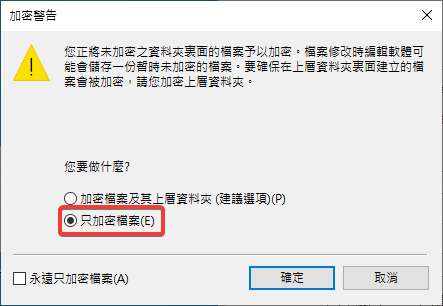 加密警告
您正將未加密之資料夾裏面的檔案予以加密。檔案修改時編輯軟體可
能會儲存一份暫時未加密的檔案。要確保在上層資料夾裏面建立的檔
案會被加密，請您加密上層資料夾。
您要做什麼?
加密檔案及其上層資料夾 (建議選項)(P)
只加密檔案(E)
永遠只加密檔案(A)
確定
取消